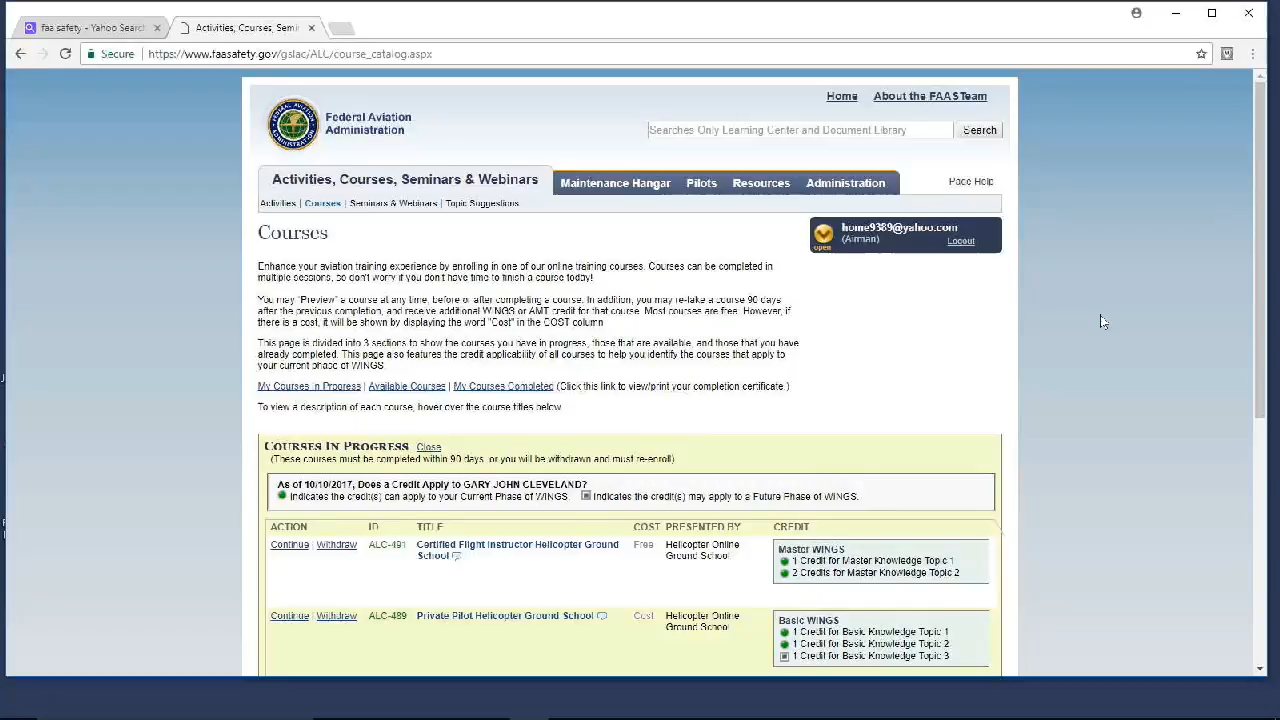 faa safety - Yahoo Search
Activities, Courses, Semi
Secure
https://www.faasafety.gov/gslac/ALC/course_catalog.aspx
Home About the FAASTeam
Federal Aviation
Administration
Searches Only Learning Center and Document Library Search
Activities, Courses, Seminars & Webinars Maintenance Hangar Pilots Resources Administration Page Help
Activities | Courses | Seminars & Webinars | Topic Suggestions
Courses
home9389@yahoo.com
(Airman) Logout
open
Enhance your aviation training experience by enrolling in one of our online training courses. Courses can be completed in
multiple sessions, so don't worry if you don't have time to finish a course today!
You may "Preview" a course at any time, before or after completing a course. In addition, you may re-take a course 90 days
after the previous completion, and receive additional WINGS or AMT credit for that course. Most courses are free. However, if
there is a cost, it will be shown by displaying the word "Cost" in the COST column
This page is divided into 3 sections to show the courses you have in progress, those that are available, and those that you have
already completed. This page also features the credit applicability of all courses to help you identify the courses that apply to
your current phase of WINGS
My Courses In Progress | Available Courses | My Courses Completed (Click this link to view/print your completion certificate.)
To view a description of each course, hover over the course titles below
COURSES IN PROGRESS Close
(These courses must be completed within 90 days, or you will be withdrawn and must re-enroll)
As of 10/10/2017, Does a Credit Apply to GARY JOHN CLEVELAND?
Indicates the credit(s) can apply to your Current Phase of WINGS Indicates the credit(s) may apply to a Future Phase of WINGS.
ACTION ID TITLE COST PRESENTED BY CREDIT
Continue | Withdraw ALC-491 Certified Flight Instructor Helicopter Ground Free Helicopter Online
School Ground School
Master WINGS
1 Credit for Master Knowledge Topic 1
2 Credits for Master Knowledge Topic 2
Continue | Withdraw ALC-489 Private Pilot Helicopter Ground School Cost Helicopter Online
Ground School
Basic WINGS
1 Credit for Basic Knowledge Topic 1
1 Credit for Basic Knowledge Topic 2
1 Credit for Basic Knowledge Topic 3